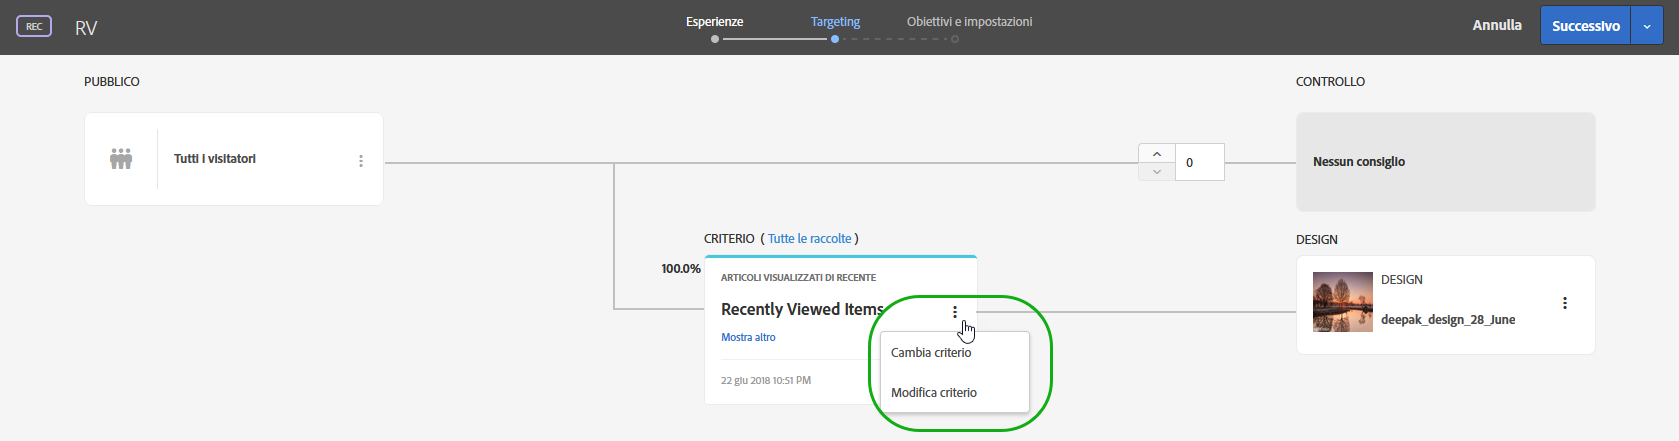 REC
RV
Esperienze
Targeting
Obiettivi e impostazioni
Annulla
Successivo
PUBBLICO
CONTROLLO
Tutti i visitatori
0
Nessun consiglio
CRITERIO ( Tutte le raccolte )
DESIGN
100.0%
ARTICOLI VISUALIZZATI DI RECENTE
Recently Viewed Items
Mostra altro
22 giu 2018 10:51 PM
Cambia criterio
Modifica criterio
DESIGN
deepak_design_28_June